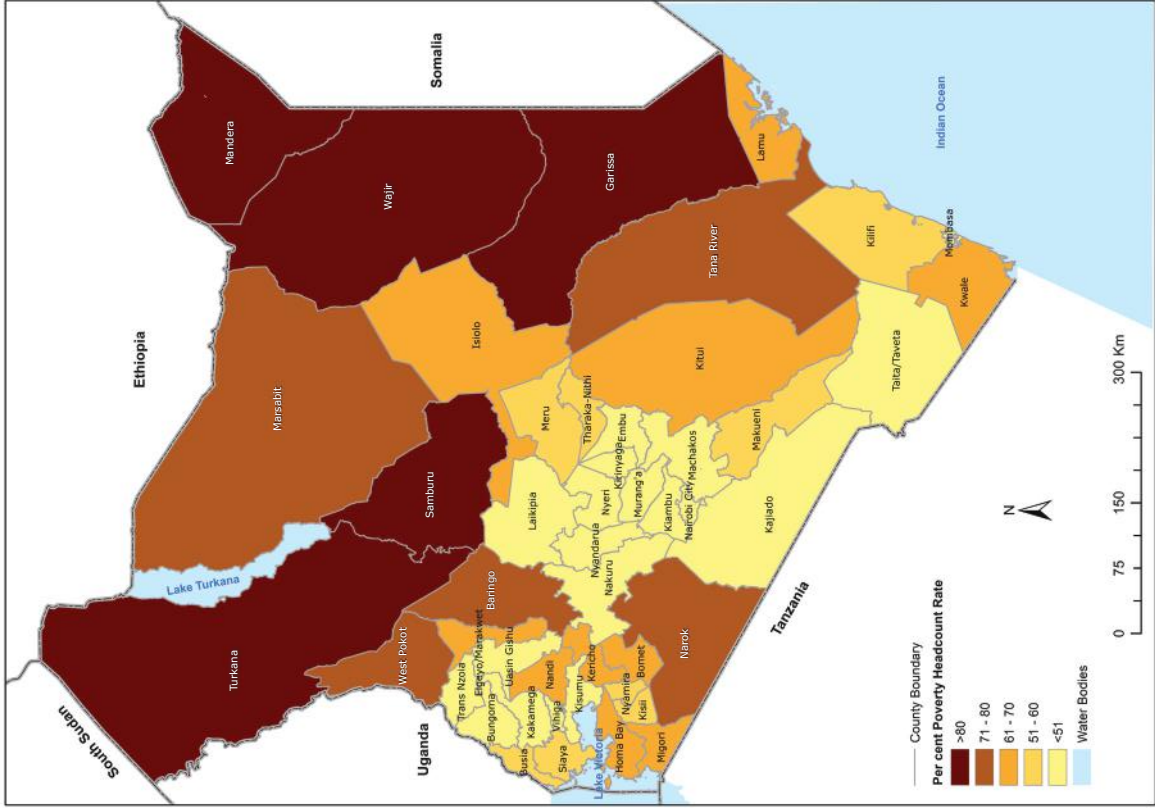 South Sudan
Ethiopia
Somalia
Uganda
Tanzania
Indian Ocean
Lake Turkana
Lake Victoria
Turkana
Marsabit
Mandera
Wajir
Samburu
Isiolo
Garissa
West Pokot
Baringo
Elgeyo/Marakwet
Trans Nzoia
Uasin Gishu
Bungoma
Kakamega
Nandi
Busia
Vihiga
Siaya
Kisumu
Kericho
Homa Bay
Nyamira
Bomet
Kisii
Migori
Narok
Laikipia
Meru
Tharaka-Nithi
Nyandarua
Nakuru
Nyeri
Kirinyaga
Embu
Murang'a
Kiambu
Nairobi City
Machakos
Kitui
Tana River
Lamu
Makueni
Kajiado
Kilifi
Taita/Taveta
Mombasa
Kwale
County Boundary
Per cent Poverty Headcount Rate
>80
71 - 80
61 - 70
51 - 60
<51
Water Bodies
N
0 75 150 300 Km